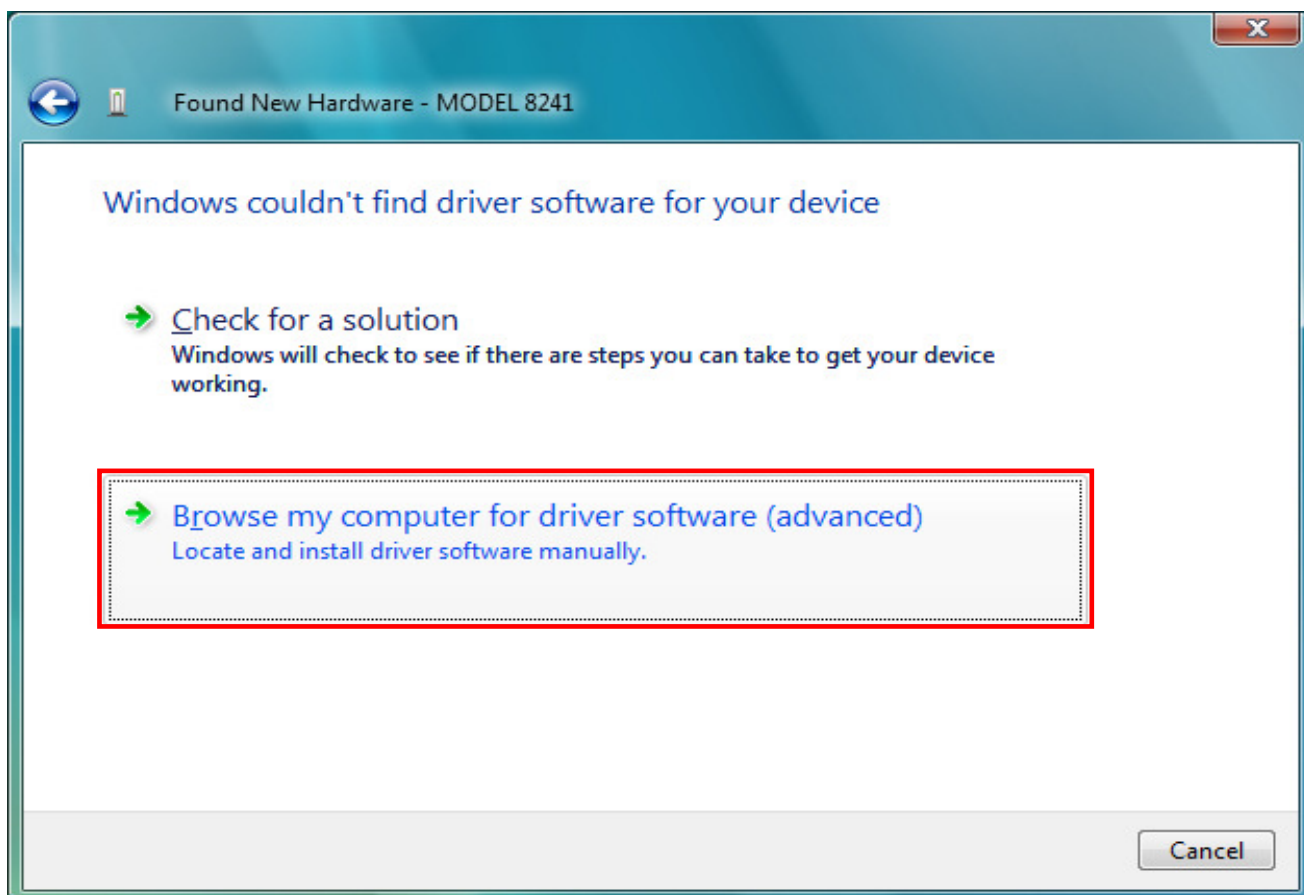 Found New Hardware - MODEL 8241
Windows couldn't find driver software for your device
Check for a solution
Windows will check to see if there are steps you can take to get your device
working.
Browse my computer for driver software (advanced)
Locate and install driver software manually.
Cancel